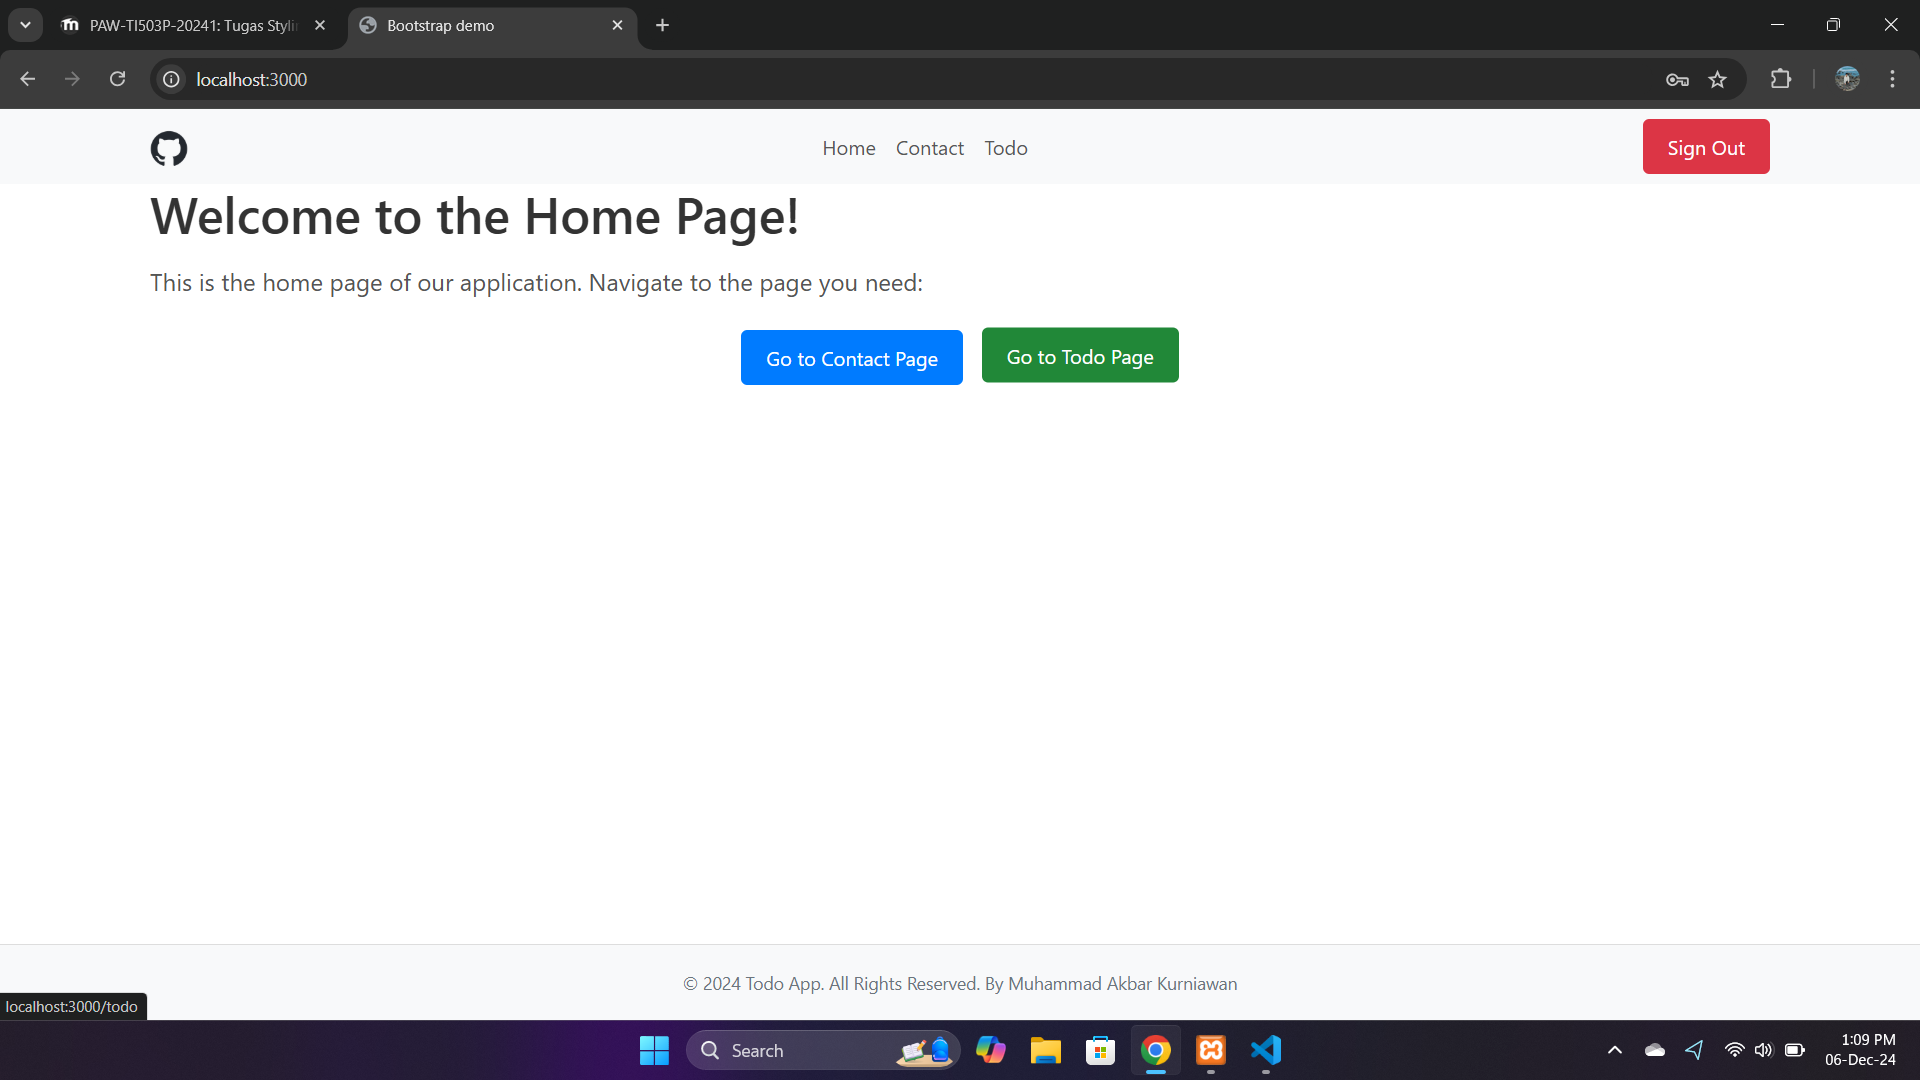 PAW-TI503P-20241: Tugas Styli
Bootstrap demo
localhost:3000
Home Contact Todo
Sign Out
Welcome to the Home Page!
This is the home page of our application. Navigate to the page you need:
Go to Contact Page
Go to Todo Page
© 2024 Todo App. All Rights Reserved. By Muhammad Akbar Kurniawan
localhost:3000/todo
Search
1:09 PM
06-Dec-24